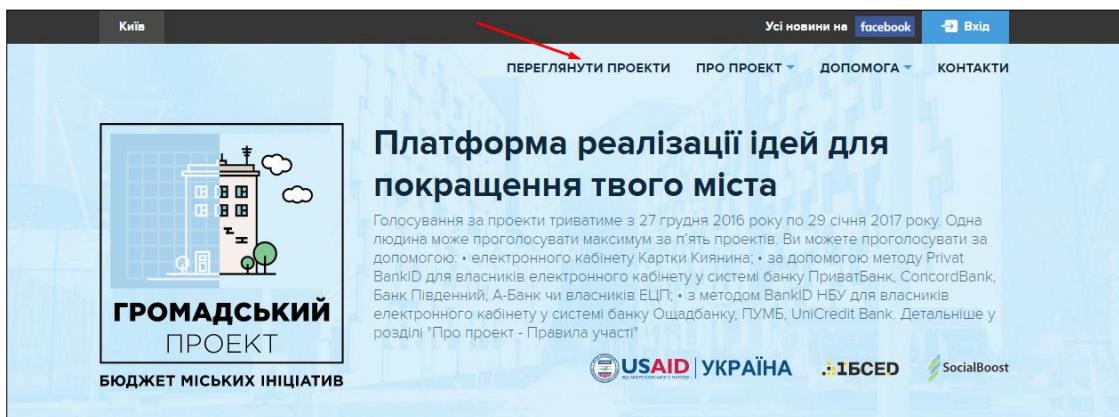 Київ
Усі новини на facebook Вхід
ПЕРЕГЛЯНУТИ ПРОЕКТИ ПРО ПРОЕКТ ДОПОМОГА КОНТАКТИ
Платформа реалізації ідей для
покращення твого міста
Голосування за проекти триватиме з 27 грудня 2016 року по 29 січня 2017 року. Одна
людина може проголосувати максимум за п'ять проектів. Ви можете проголосувати за
допомогою: • електронного кабінету Картки Киянина; • за допомогою методу Privat
BankID для власників електронного кабінету у системі банку ПриватБанк, ConcordBank,
Банк Південний, А-Банк чи власників ЕЦП; • з методом BankID НБУ для власників
електронного кабінету у системі банку Ощадбанку, ПУМБ, UniCredit Bank. Детальніше у
розділі "Про проект - Правила участі"
ГРОМАДСЬКИЙ
ПРОЕКТ
БЮДЖЕТ МІСЬКИХ ІНІЦІАТИВ
USAID УКРАЇНА
ВІД АМЕРИКАНСЬКОГО НАРОДУ
1БСED
SocialBoost